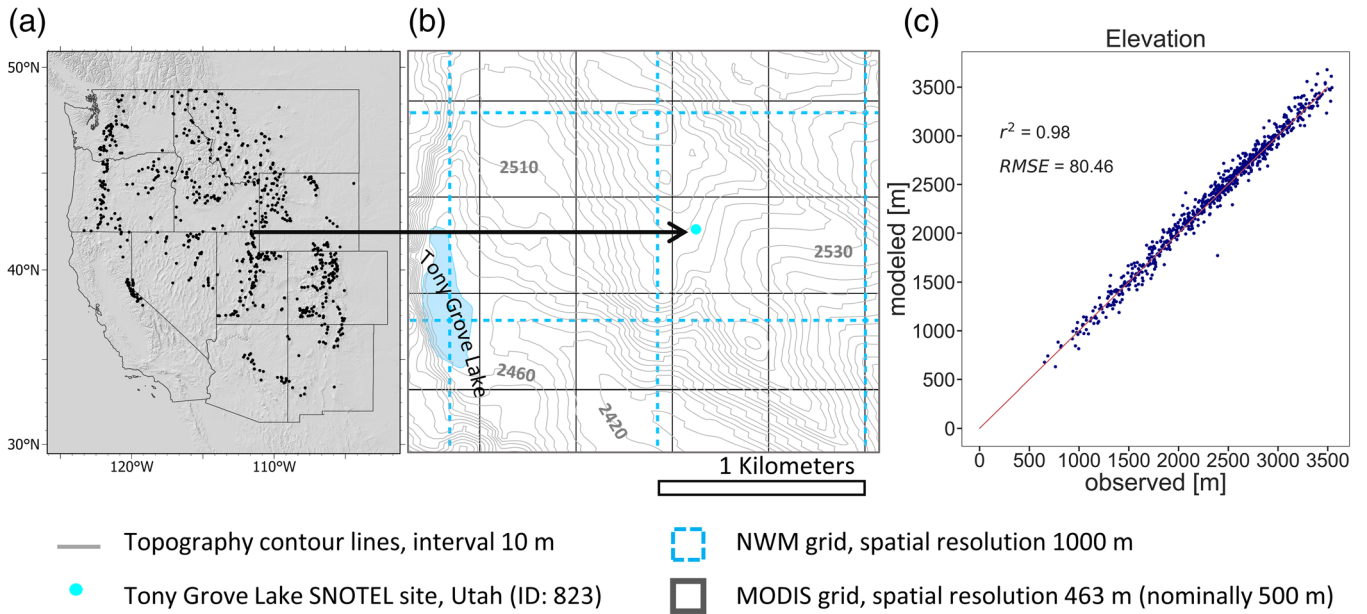 (a)
(b)
(c)
50°N
40°N
30°N
120°W
110°W
2510
2530
2460
2420
Tony Grove Lake
1 Kilometers
Elevation
r² = 0.98
RMSE = 80.46
modeled [m]
3500
3000
2500
2000
1500
1000
500
0
0 500 1000 1500 2000 2500 3000 3500
observed [m]
Topography contour lines, interval 10 m
NWM grid, spatial resolution 1000 m
Tony Grove Lake SNOTEL site, Utah (ID: 823)
MODIS grid, spatial resolution 463 m (nominally 500 m)